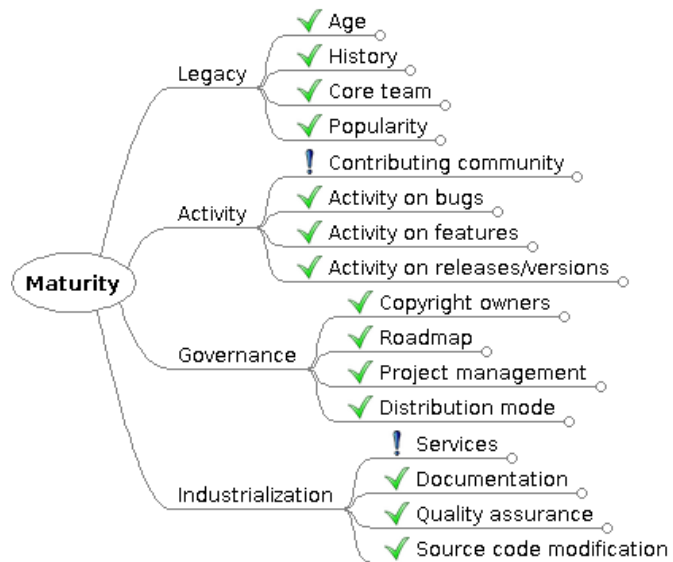 Age
History
Legacy
Core team
Popularity
Contributing community
Activity on bugs
Activity
Activity on features
Activity on releases/versions
Maturity
Copyright owners
Roadmap
Governance
Project management
Distribution mode
Services
Documentation
Industrialization
Quality assurance
Source code modification